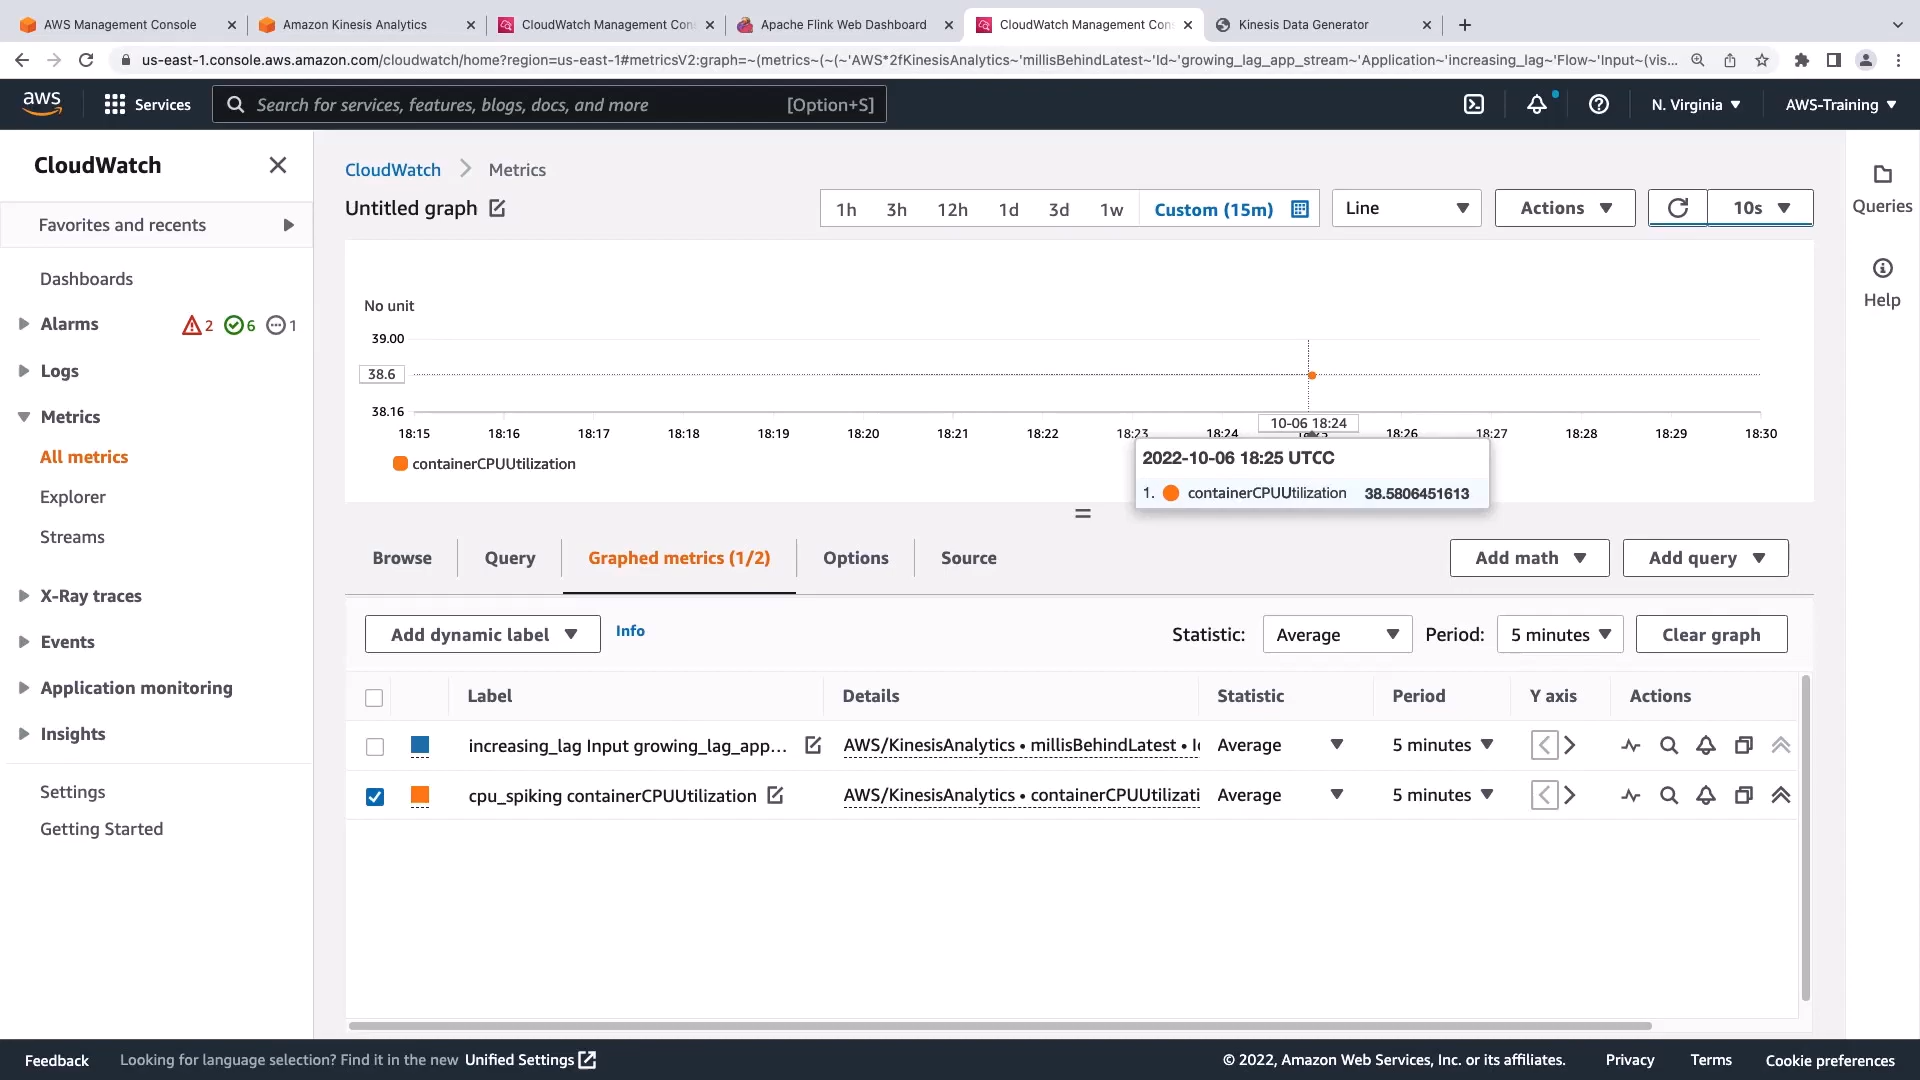 AWS Management Console
Amazon Kinesis Analytics
CloudWatch Management Con
Apache Flink Web Dashboard
CloudWatch Management Cons
Kinesis Data Generator
us-east-1.console.aws.amazon.com/cloudwatch/home?region=us-east-1#metricsV2:graph=~(metrics~(~(~'AWS*2fKinesisAnalytics~'millisBehindLatest~'Id~'growing_lag_app_stream~'Application~'increasing_lag~'Flow~'Input~(vis...
aws
Services
Search for services, features, blogs, docs, and more
[Option+S]
N. Virginia
AWS-Training
CloudWatch
Favorites and recents
Dashboards
Alarms
2
6
1
Logs
Metrics
All metrics
Explorer
Streams
X-Ray traces
Events
Application monitoring
Insights
Settings
Getting Started
CloudWatch
Metrics
Untitled graph
1h
3h
12h
1d
3d
1w
Custom (15m)
Line
Actions
10s
Queries
Help
No unit
39.00
38.6
38.16
18:15
18:16
18:17
18:18
18:19
18:20
18:21
18:22
18:23
18:24
18:26
18:27
18:28
18:29
18:30
10-06 18:24
containerCPUUtilization
2022-10-06 18:25 UTCC
1. containerCPUUtilization 38.5806451613
Browse
Query
Graphed metrics (1/2)
Options
Source
Add math
Add query
Add dynamic label
Info
Statistic:
Average
Period:
5 minutes
Clear graph
Label
Details
Statistic
Period
Y axis
Actions
increasing_lag Input growing_lag_app...
AWS/KinesisAnalytics • millisBehindLatest • Id
Average
5 minutes
cpu_spiking containerCPUUtilization
AWS/KinesisAnalytics • containerCPUUtilizati
Average
5 minutes
Feedback
Looking for language selection? Find it in the new Unified Settings
© 2022, Amazon Web Services, Inc. or its affiliates.
Privacy
Terms
Cookie preferences